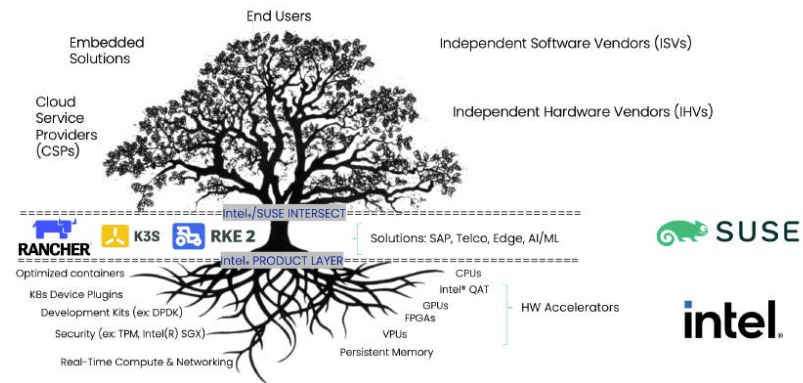 End Users
Embedded
Solutions
Independent Software Vendors (ISVs)
Cloud
Service
Providers
(CSPs)
Independent Hardware Vendors (IHVs)
Intel®/SUSE INTERSECT
RANCHER®
K3S
RKE 2
Solutions: SAP, Telco, Edge, AI/ML
SUSE
Intel® PRODUCT LAYER
Optimized containers
K8s Device Plugins
Development Kits (ex: DPDK)
Security (ex: TPM, Intel(R) SGX)
Real-Time Compute & Networking
CPUs
Intel® QAT
GPUs
FPGAs
VPUs
Persistent Memory
HW Accelerators
intel®